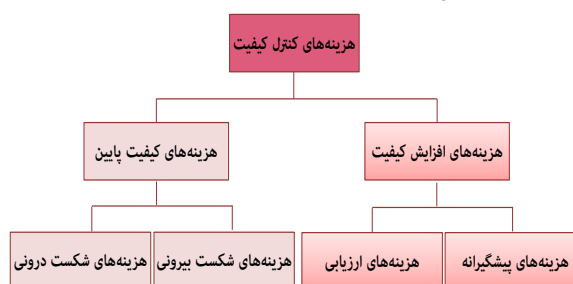 هزینه‌های کنترل کیفیت
هزینه‌های افزایش کیفیت
هزینه‌های کیفیت پایین
هزینه‌های پیشگیرانه
هزینه‌های ارزیابی
هزینه‌های شکست بیرونی
هزینه‌های شکست درونی